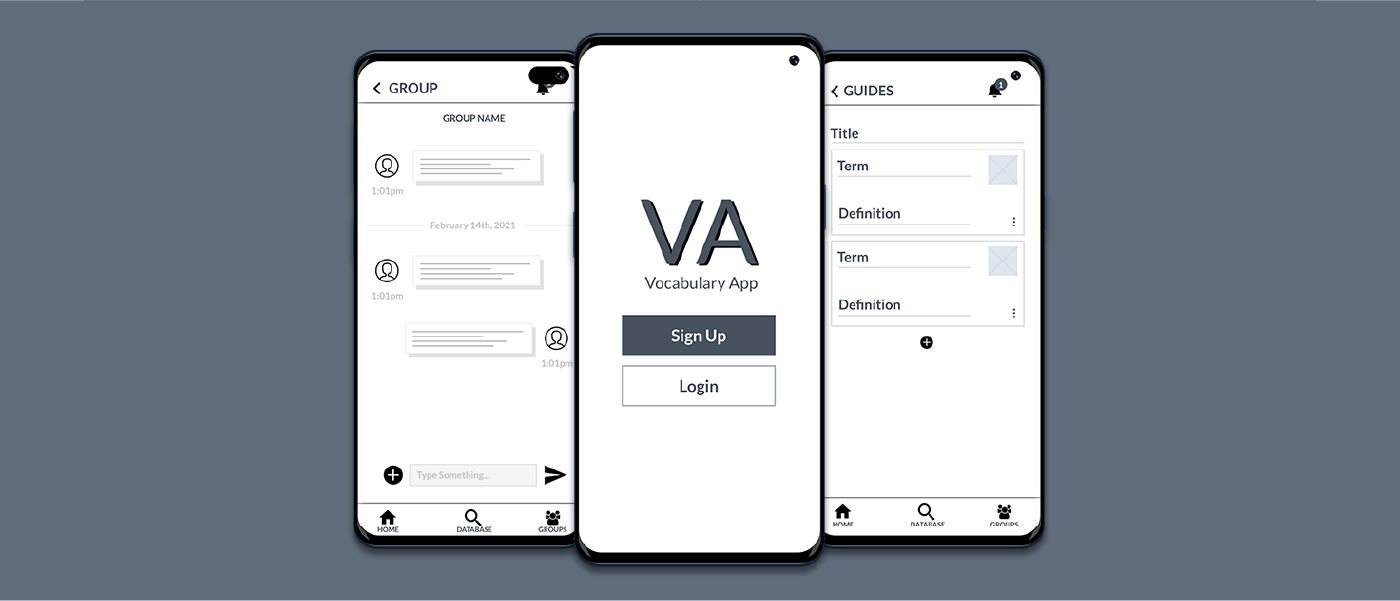 GROUP
GROUP NAME
1:01pm
February 14th, 2021
1:01pm
1:01pm
Type Something...
HOME
DATABASE
GROUPS
VA
Vocabulary App
Sign Up
Login
GUIDES
1
Title
Term
Definition
Term
Definition
HOME
DATABASE
GROUPS